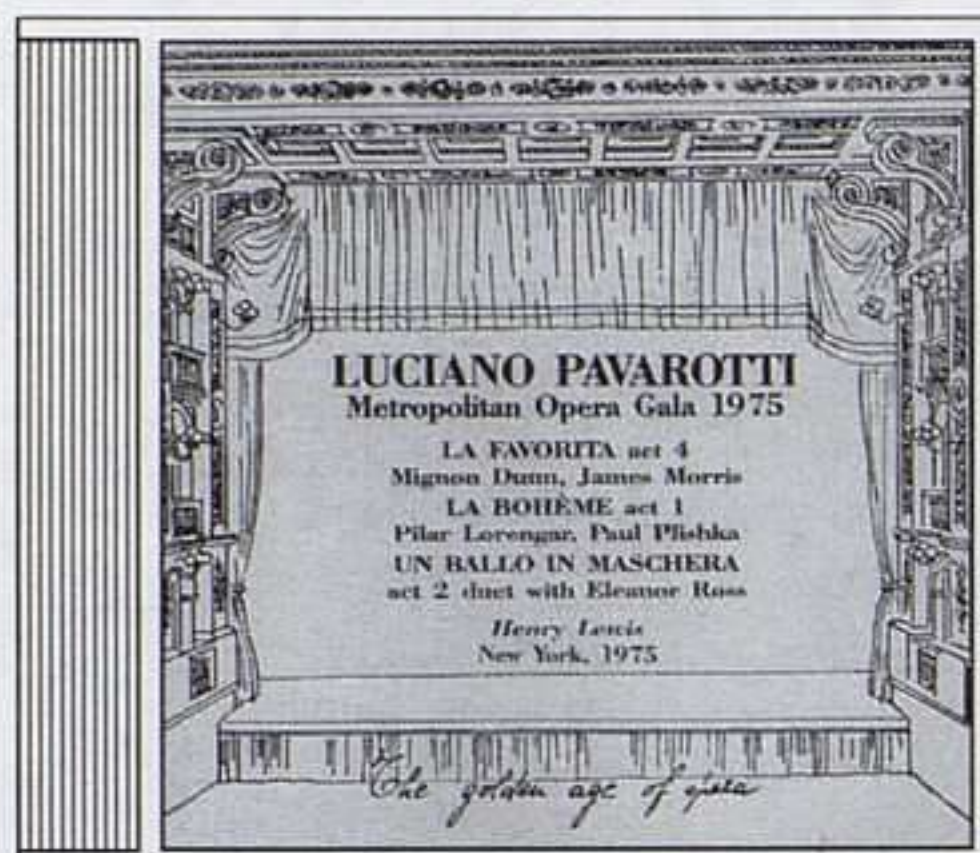 LUCIANO PAVAROTTI
Metropolitan Opera Gala 1975
LA FAVORITA act 4
Mignon Dunn, James Morris
LA BOHÈME act 1
Pilar Lorengar, Paul Plishka
UN BALLO IN MASCHERA
act 2 duet with Eleanor Ross
Henry Lewis
New York, 1975
The golden age of opera